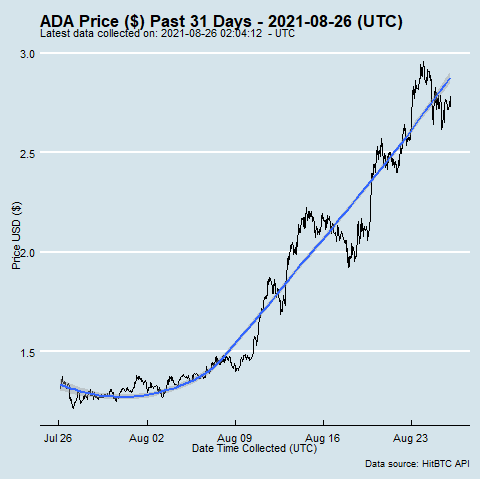 ADA Price ($) Past 31 Days - 2021-08-26 (UTC)
Latest data collected on: 2021-08-26 02:04:12  - UTC
3.0
2.5
2.0
1.5
Price USD ($)
Jul 26
Aug 02
Aug 09
Aug 16
Aug 23
Date Time Collected (UTC)
Data source: HitBTC API